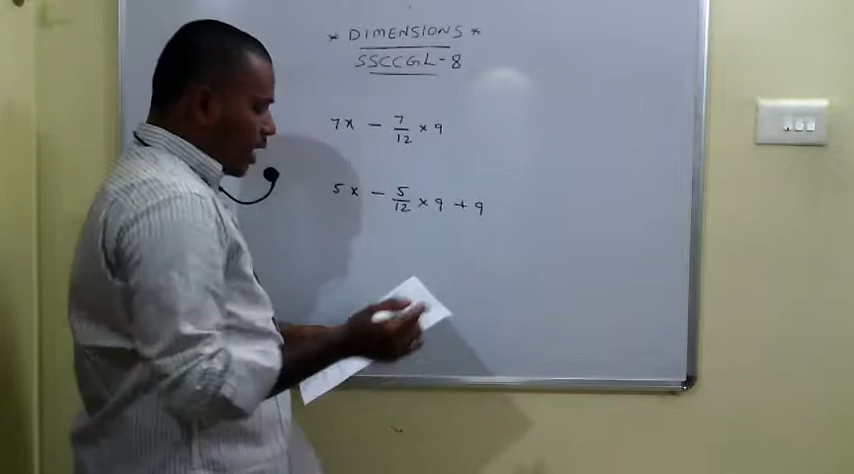 * DIMENSIONS *
SSCCGL-8
7x - 7/12 × 9
5x - 5/12 × 9 + 9